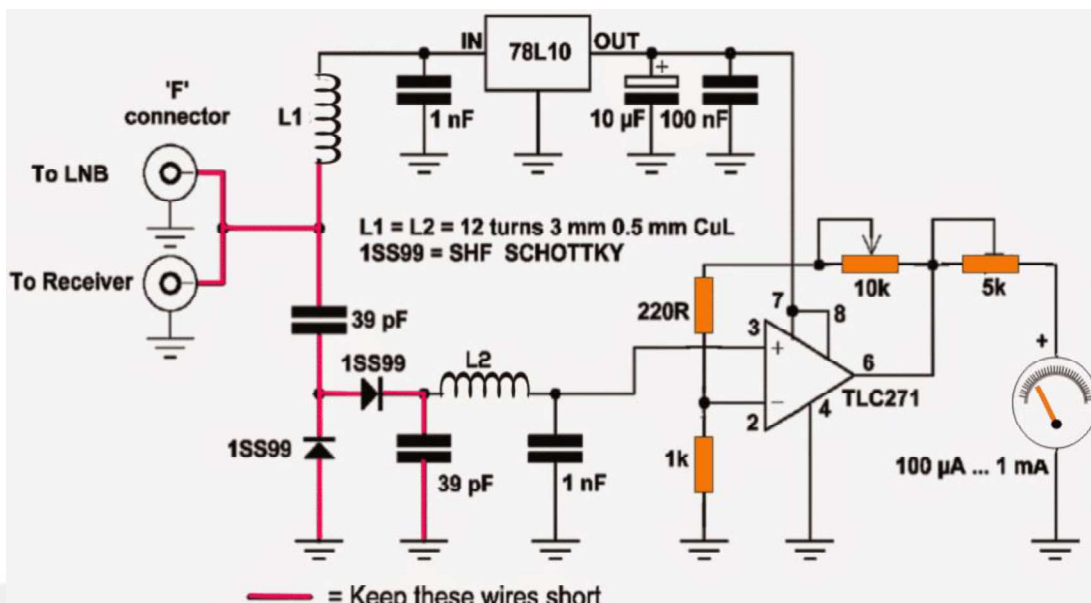 'F'
connector
To LNB
To Receiver
L1
IN
78L10
OUT
1 nF
+
10 µF
100 nF
L1 = L2 = 12 turns 3 mm 0.5 mm CuL
1SS99 = SHF SCHOTTKY
39 pF
1SS99
L2
1SS99
39 pF
1 nF
220R
1k
10k
5k
7
8
3
+
6
−
2
4
TLC271
+
100 µA ... 1 mA
= Keep these wires short